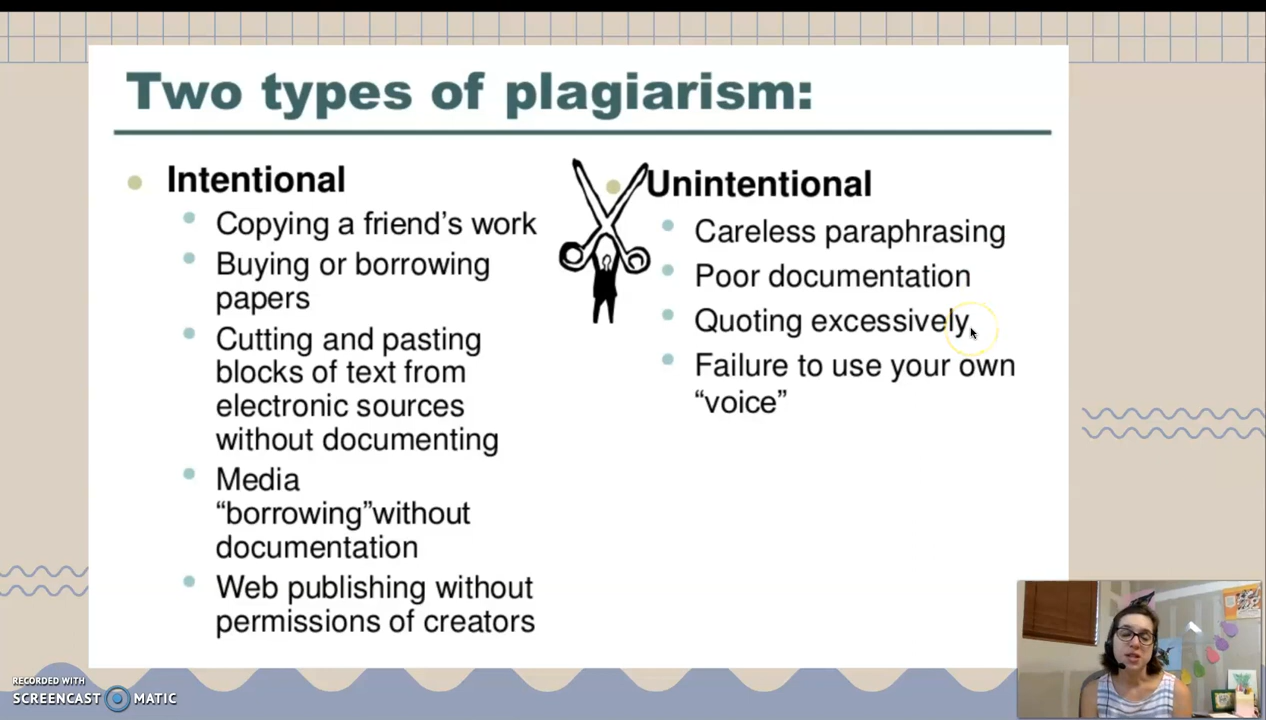 Two types of plagiarism:
Intentional
Copying a friend's work
Buying or borrowing
papers
Cutting and pasting
blocks of text from
electronic sources
without documenting
Media
“borrowing”without
documentation
Web publishing without
permissions of creators
Unintentional
Careless paraphrasing
Poor documentation
Quoting excessively
Failure to use your own
“voice”
RECORDED WITH
SCREENCAST MATIC